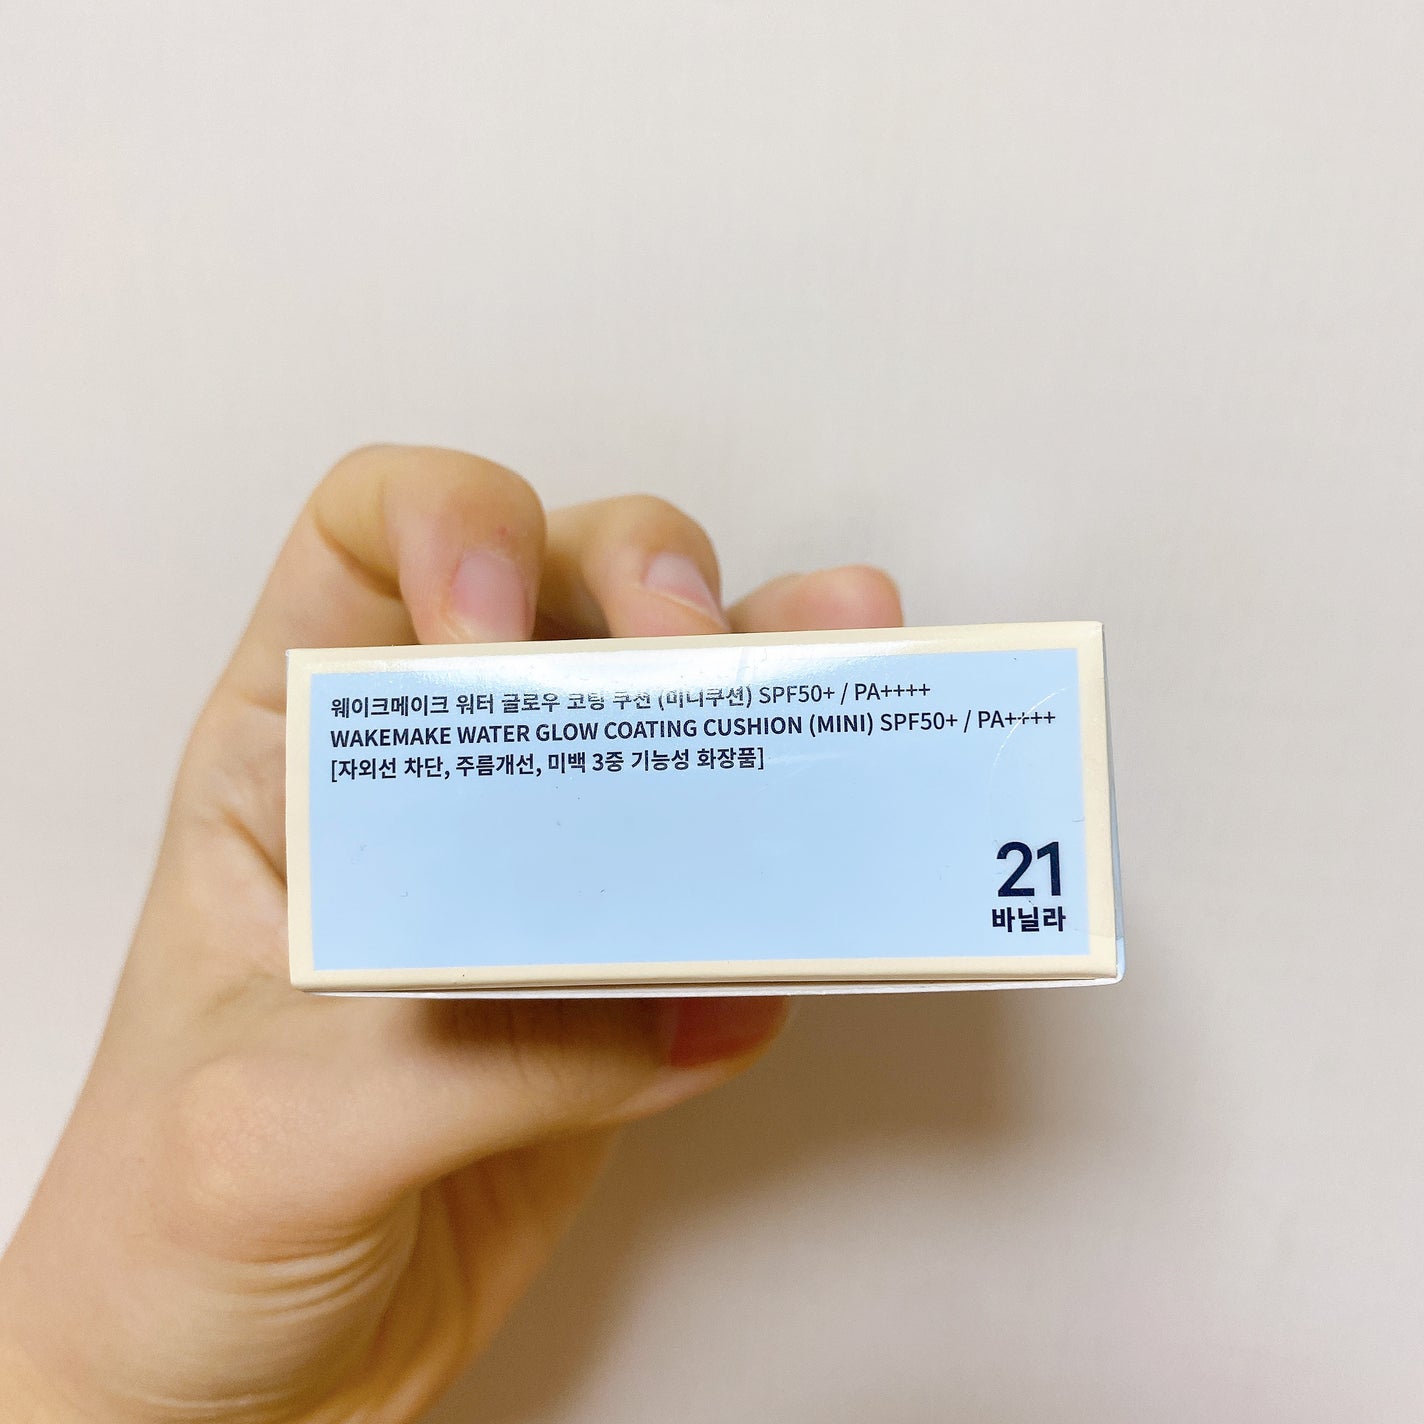 웨이크메이크 워터 글로우 코팅 쿠션 (미니쿠션) SPF50+ / PA++++
WAKEMAKE WATER GLOW COATING CUSHION (MINI) SPF50+ / PA++++
[자외선 차단, 주름개선, 미백 3중 기능성 화장품]
21
바닐라